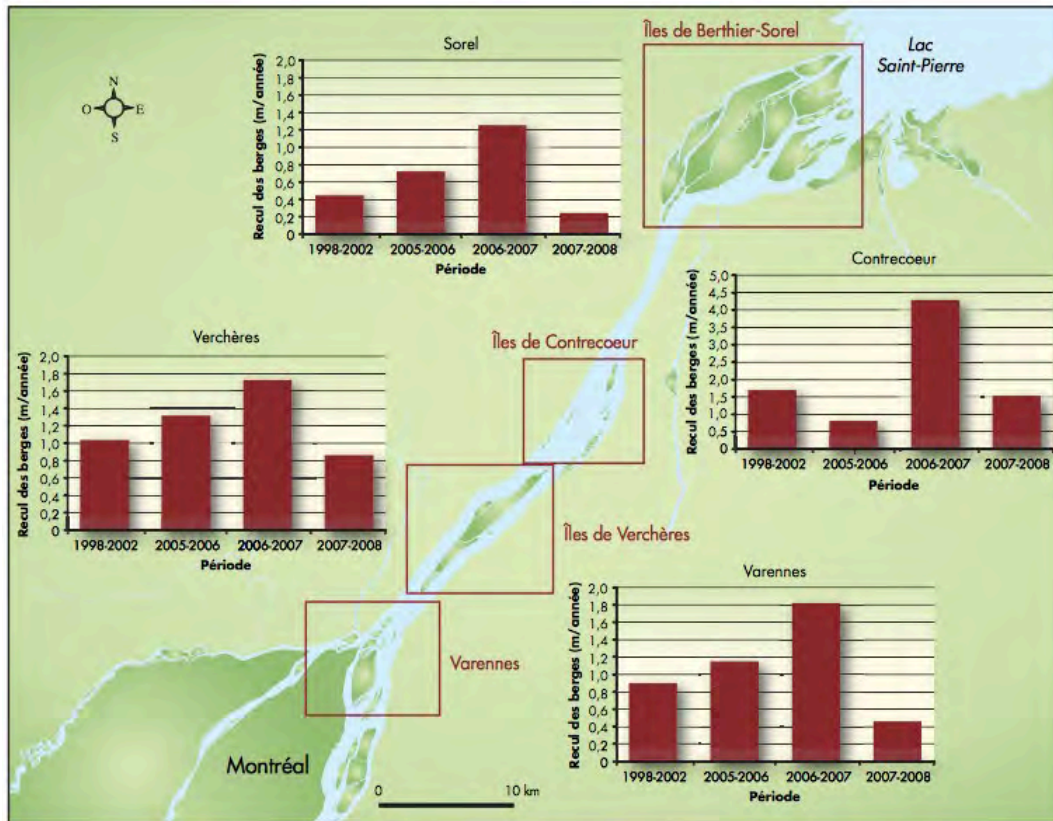 Îles de Berthier-Sorel
Lac
Saint-Pierre
N
O
E
S
Sorel
Recul des berges (m/année)
2,0
1,8
1,6
1,4
1,2
1,0
0,8
0,6
0,4
0,2
0
1998-2002 2005-2006 2006-2007 2007-2008
Période
Contrecoeur
Recul des berges (m/année)
5,0
4,5
4,0
3,5
2,5
2,0
1,5
0,5
0
1998-2002 2005-2006 2006-2007 2007-2008
Période
Îles de Contrecoeur
Verchères
Recul des berges (m/année)
2,0
1,8
1,6
1,4
1,2
1,0
0,8
0,6
0,4
0,2
0
1998-2002 2005-2006 2006-2007 2007-2008
Période
Îles de Verchères
Varennes
Recul des berges (m/année)
2,0
1,8
1,6
1,4
1,2
1,0
0,8
0,6
0,4
0,2
0
1998-2002 2005-2006 2006-2007 2007-2008
Période
Varennes
Montréal
0 10 km